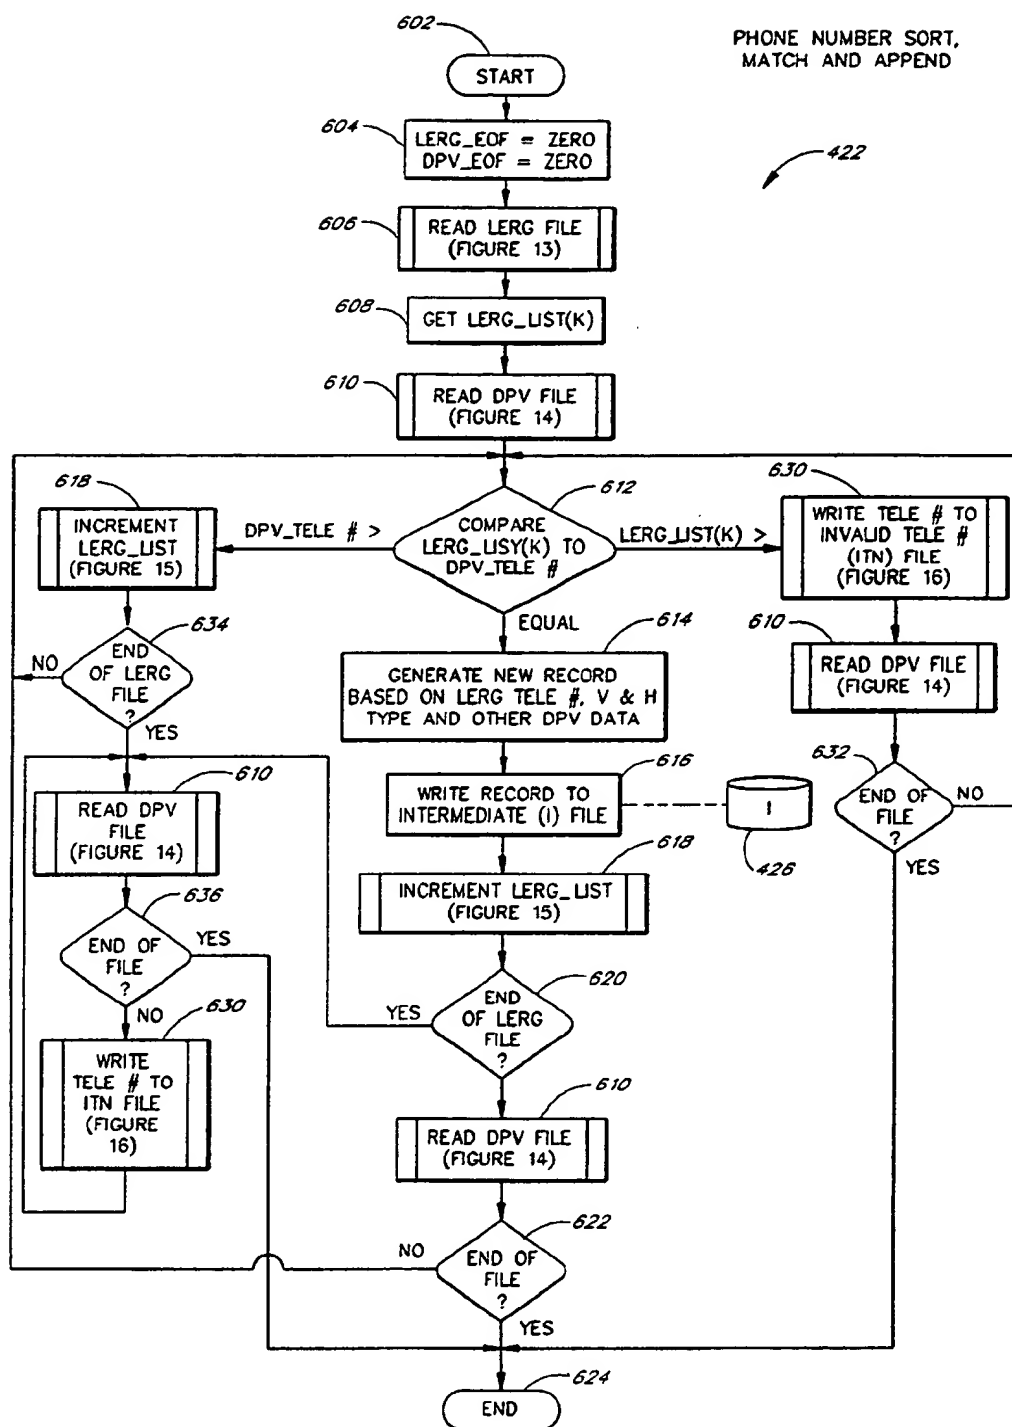 602
PHONE NUMBER SORT,
MATCH AND APPEND
START
604
LERG_EOF = ZERO
DPV_EOF = ZERO
422
606
READ LERG FILE
(FIGURE 13)
608
GET LERG_LIST(K)
610
READ DPV FILE
(FIGURE 14)
618
INCREMENT
LERG_LIST
(FIGURE 15)
DPV_TELE # >
612
COMPARE
LERG_LISY(K) TO
DPV_TELE #
LERG_LIST(K) >
630
WRITE TELE # TO
INVALID TELE #
(ITN) FILE
(FIGURE 16)
EQUAL
634
END
OF LERG
FILE
?
NO
YES
614
GENERATE NEW RECORD
BASED ON LERG TELE #, V & H
TYPE AND OTHER DPV DATA
610
READ DPV FILE
(FIGURE 14)
616
WRITE RECORD TO
INTERMEDIATE (I) FILE
I
426
632
END OF
FILE
?
NO
YES
610
READ DPV
FILE
(FIGURE 14)
618
INCREMENT LERG_LIST
(FIGURE 15)
636
END OF
FILE
?
YES
NO
620
END
OF LERG
FILE
?
YES
630
WRITE
TELE # TO
ITN FILE
(FIGURE
16)
610
READ DPV FILE
(FIGURE 14)
622
END OF
FILE
?
NO
YES
624
END